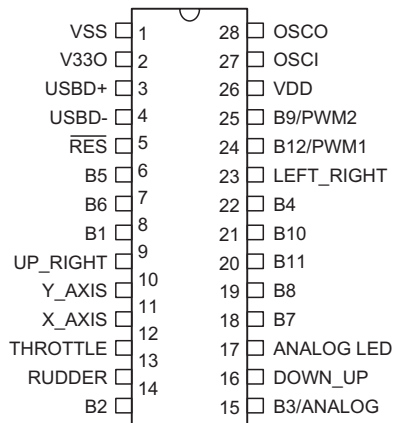 VSS 1 28 OSCO
V33O 2 27 OSCI
USBD+ 3 26 VDD
USBD- 4 25 B9/PWM2
RES 5 24 B12/PWM1
B5 6 23 LEFT_RIGHT
B6 7 22 B4
B1 8 21 B10
UP_RIGHT 9 20 B11
Y_AXIS 10 19 B8
X_AXIS 11 18 B7
THROTTLE 12 17 ANALOG LED
RUDDER 13 16 DOWN_UP
B2 14 15 B3/ANALOG